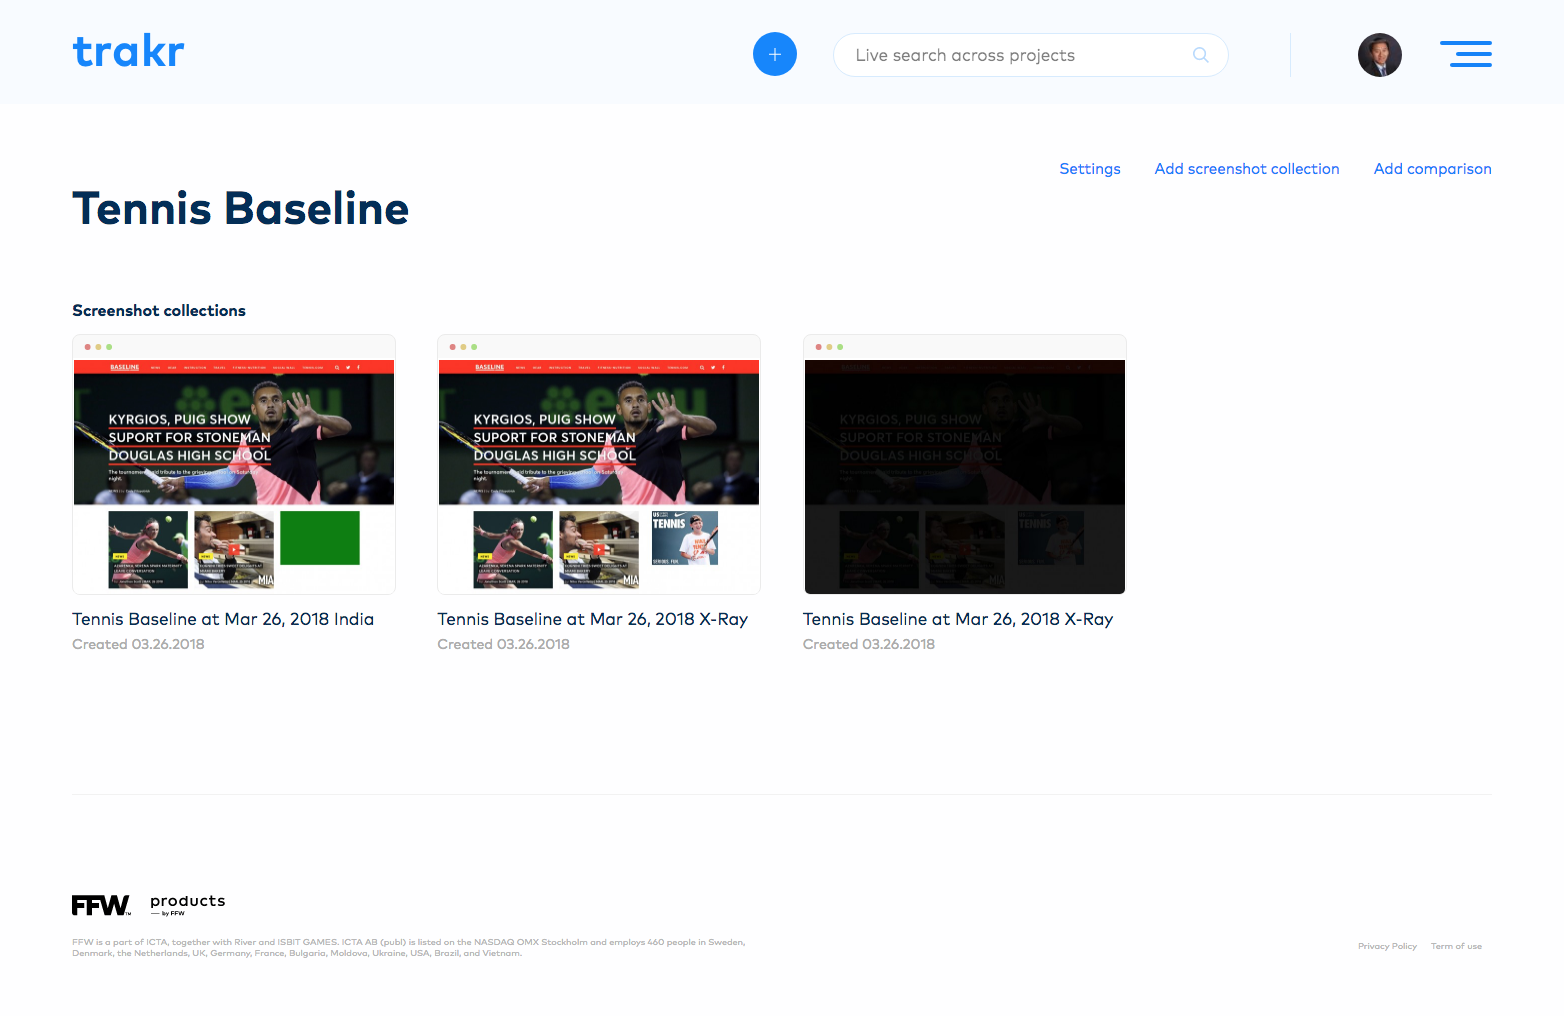 trakr
Live search across projects
Settings
Add screenshot collection
Add comparison
Tennis Baseline
Screenshot collections
BASELINE
KYRGIOS, PUIG SHOW
SUPORT FOR STONEMAN
DOUGLAS HIGH SCHOOL
BASELINE
KYRGIOS, PUIG SHOW
SUPORT FOR STONEMAN
DOUGLAS HIGH SCHOOL
TENNIS
KYRGIOS, PUIG SHOW
SUPORT FOR STONEMAN
DOUGLAS HIGH SCHOOL
Tennis Baseline at Mar 26, 2018 India
Created 03.26.2018
Tennis Baseline at Mar 26, 2018 X-Ray
Created 03.26.2018
Tennis Baseline at Mar 26, 2018 X-Ray
Created 03.26.2018
FFW™
products
— by FFW
FFW is a part of ICTA, together with River and ISBIT GAMES. ICTA AB (publ) is listed on the NASDAQ OMX Stockholm and employs 460 people in Sweden,
Denmark, the Netherlands, UK, Germany, France, Bulgaria, Moldova, Ukraine, USA, Brazil, and Vietnam.
Privacy Policy
Term of use